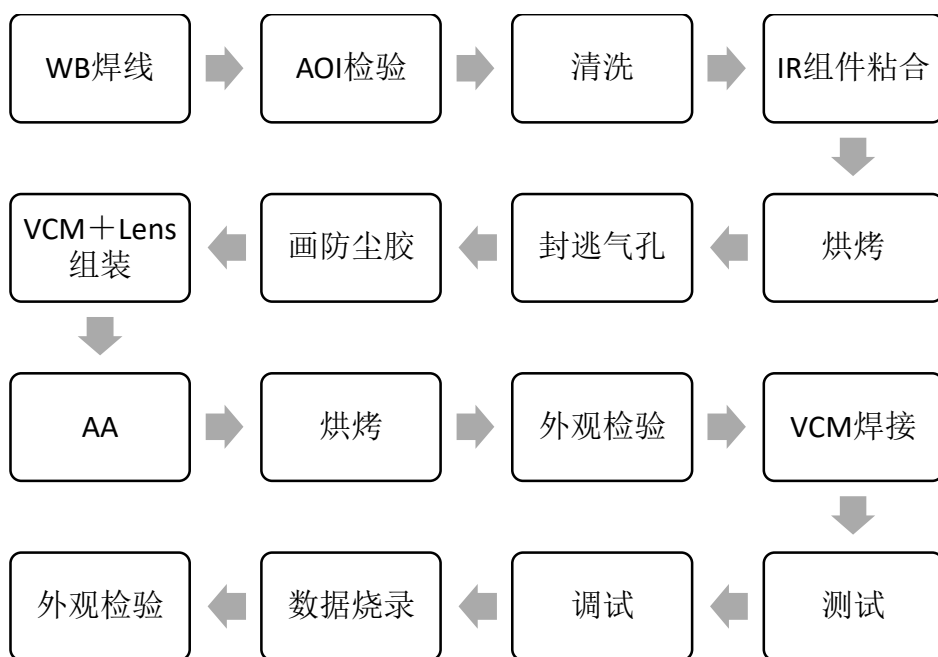 WB焊线
AOI检验
清洗
IR组件粘合
烘烤
封逃气孔
画防尘胶
VCM＋Lens
组装
AA
烘烤
外观检验
VCM焊接
测试
调试
数据烧录
外观检验